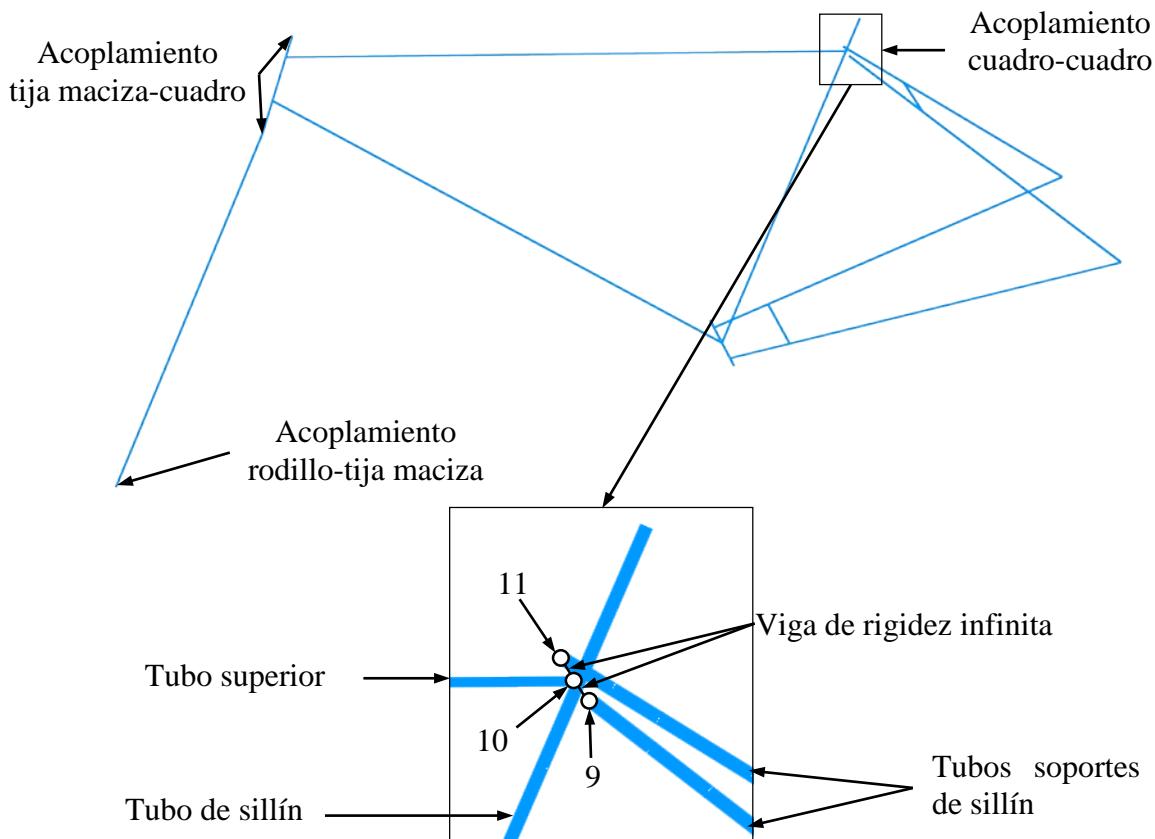 Acoplamiento
tija maciza-cuadro
Acoplamiento
cuadro-cuadro
Acoplamiento
rodillo-tija maciza
11
Viga de rigidez infinita
Tubo superior
10
9
Tubos soportes
de sillín
Tubo de sillín